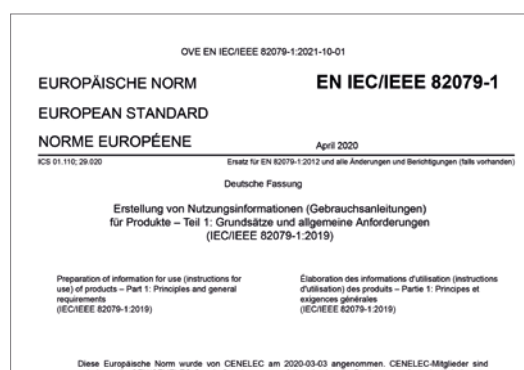 OVE EN IEC/IEEE 82079-1:2021-10-01
EUROPÄISCHE NORM
EN IEC/IEEE 82079-1
EUROPEAN STANDARD
NORME EUROPÉENE
April 2020
ICS 01.110; 29.020
Ersatz für EN 82079-1:2012 und alle Änderungen und Berichtigungen (falls vorhanden)
Deutsche Fassung
Erstellung von Nutzungsinformationen (Gebrauchsanleitungen)
für Produkte – Teil 1: Grundsätze und allgemeine Anforderungen
(IEC/IEEE 82079-1:2019)
Preparation of information for use (instructions for
use) of products – Part 1: Principles and general
requirements
(IEC/IEEE 82079-1:2019)
Élaboration des informations d'utilisation (instructions
d'utilisation) des produits – Partie 1: Principes et
exigences générales
(IEC/IEEE 82079-1:2019)
Diese Europäische Norm wurde von CENELEC am 2020-03-03 angenommen. CENELEC-Mitglieder sind